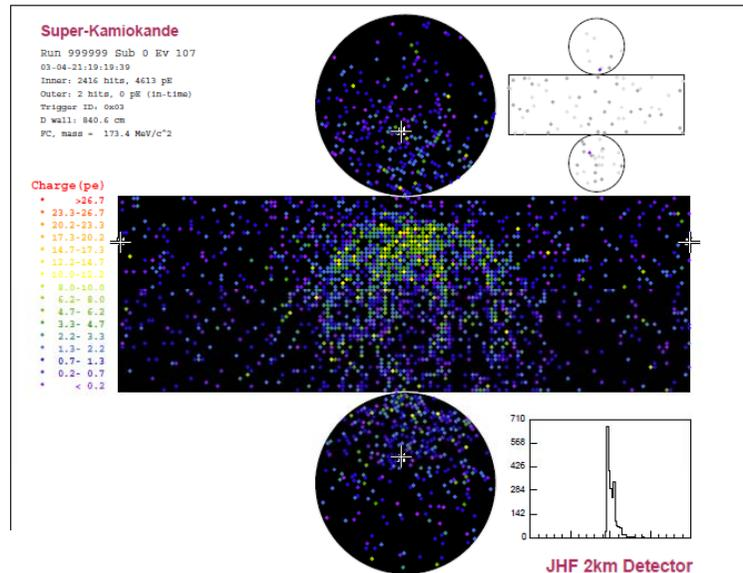 Super-Kamiokande
Run 999999 Sub 0 Ev 107
03-04-21:19:19:39
Inner: 2416 hits, 4613 pE
Outer: 2 hits, 0 pE (in-time)
Trigger ID: 0x03
D wall: 840.6 cm
FC, mass = 173.4 MeV/c^2
Charge(pe)
>26.7
23.3-26.7
20.2-23.3
17.3-20.2
14.7-17.3
12.2-14.7
10.0-12.2
8.0-10.0
6.2- 8.0
4.7- 6.2
3.3- 4.7
2.2- 3.3
1.3- 2.2
0.7- 1.3
0.2- 0.7
< 0.2
710
568
426
284
142
0
JHF 2km Detector